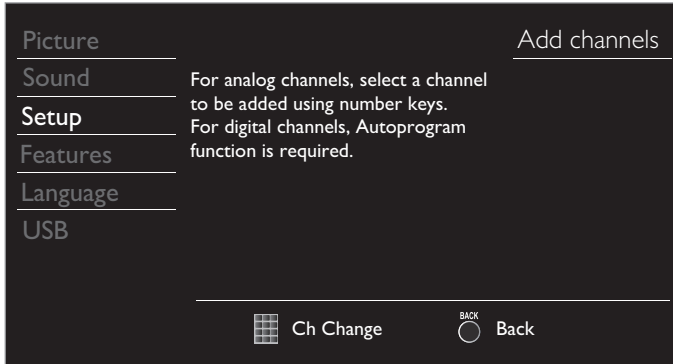 Picture
Sound
Setup
Features
Language
USB
Add channels
For analog channels, select a channel
to be added using number keys.
For digital channels, Autoprogram
function is required.
Ch Change
BACK
Back